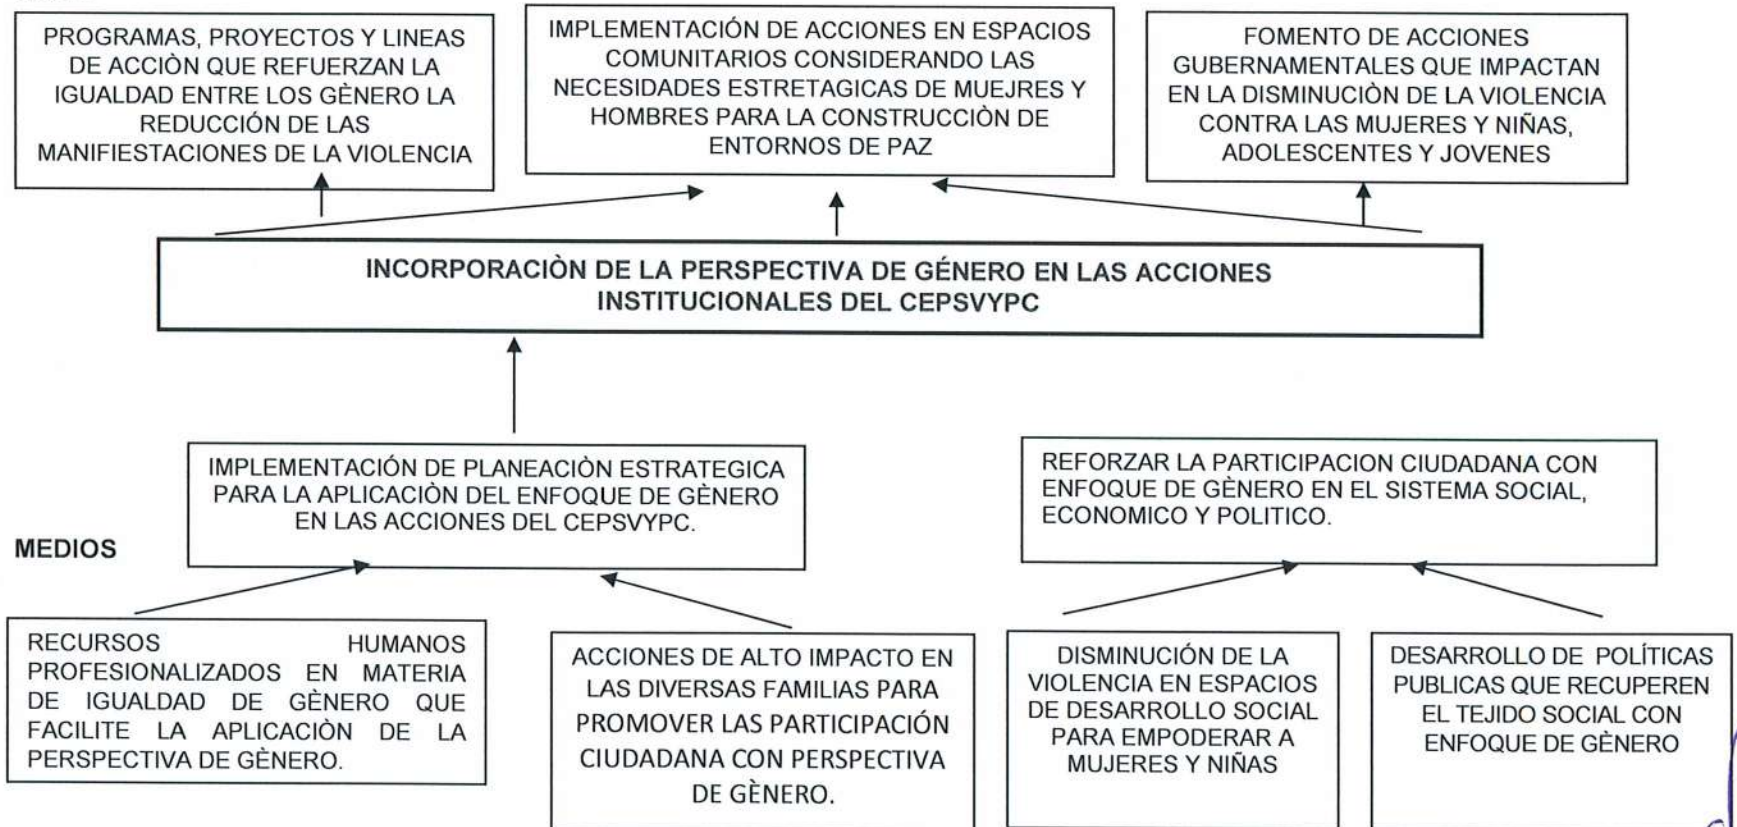 PROGRAMAS, PROYECTOS Y LINEAS
DE ACCIÒN QUE REFUERZAN LA
IGUALDAD ENTRE LOS GÈNERO LA
REDUCCIÓN DE LAS
MANIFIESTACIONES DE LA VIOLENCIA
IMPLEMENTACIÓN DE ACCIONES EN ESPACIOS
COMUNITARIOS CONSIDERANDO LAS
NECESIDADES ESTRETAGICAS DE MUEJRES Y
HOMBRES PARA LA CONSTRUCCIÒN DE
ENTORNOS DE PAZ
FOMENTO DE ACCIONES
GUBERNAMENTALES QUE IMPACTAN
EN LA DISMINUCIÒN DE LA VIOLENCIA
CONTRA LAS MUJERES Y NIÑAS,
ADOLESCENTES Y JOVENES
INCORPORACIÒN DE LA PERSPECTIVA DE GÉNERO EN LAS ACCIONES
INSTITUCIONALES DEL CEPSVYPC
IMPLEMENTACIÓN DE PLANEACIÒN ESTRATEGICA
PARA LA APLICACIÒN DEL ENFOQUE DE GÈNERO
EN LAS ACCIONES DEL CEPSVYPC.
REFORZAR LA PARTICIPACION CIUDADANA CON
ENFOQUE DE GÈNERO EN EL SISTEMA SOCIAL,
ECONOMICO Y POLITICO.
MEDIOS
RECURSOS HUMANOS
PROFESIONALIZADOS EN MATERIA
DE IGUALDAD DE GÈNERO QUE
FACILITE LA APLICACIÒN DE LA
PERSPECTIVA DE GÈNERO.
ACCIONES DE ALTO IMPACTO EN
LAS DIVERSAS FAMILIAS PARA
PROMOVER LAS PARTICIPACIÓN
CIUDADANA CON PERSPECTIVA
DE GÈNERO.
DISMINUCIÓN DE LA
VIOLENCIA EN ESPACIOS
DE DESARROLLO SOCIAL
PARA EMPODERAR A
MUJERES Y NIÑAS
DESARROLLO DE POLÍTICAS
PUBLICAS QUE RECUPEREN
EL TEJIDO SOCIAL CON
ENFOQUE DE GÈNERO